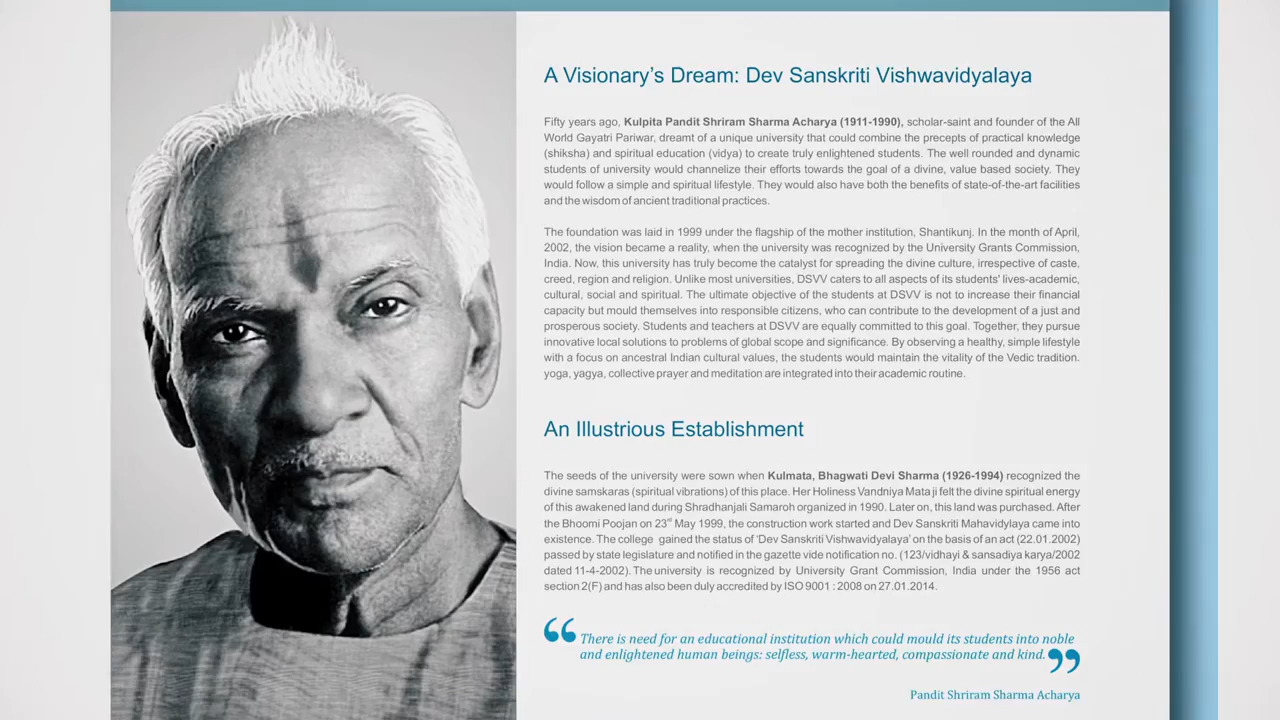 A Visionary’s Dream: Dev Sanskriti Vishwavidyalaya
Fifty years ago, Kulpita Pandit Shriram Sharma Acharya (1911-1990), scholar-saint and founder of the All
World Gayatri Pariwar, dreamt of a unique university that could combine the precepts of practical knowledge
(shiksha) and spiritual education (vidya) to create truly enlightened students. The well rounded and dynamic
students of university would channelize their efforts towards the goal of a divine, value based society. They
would follow a simple and spiritual lifestyle. They would also have both the benefits of state-of-the-art facilities
and the wisdom of ancient traditional practices.
The foundation was laid in 1999 under the flagship of the mother institution, Shantikunj. In the month of April,
2002, the vision became a reality, when the university was recognized by the University Grants Commission,
India. Now, this university has truly become the catalyst for spreading the divine culture, irrespective of caste,
creed, region and religion. Unlike most universities, DSVV caters to all aspects of its students' lives-academic,
cultural, social and spiritual. The ultimate objective of the students at DSVV is not to increase their financial
capacity but mould themselves into responsible citizens, who can contribute to the development of a just and
prosperous society. Students and teachers at DSVV are equally committed to this goal. Together, they pursue
innovative local solutions to problems of global scope and significance. By observing a healthy, simple lifestyle
with a focus on ancestral Indian cultural values, the students would maintain the vitality of the Vedic tradition.
yoga, yagya, collective prayer and meditation are integrated into their academic routine.
An Illustrious Establishment
The seeds of the university were sown when Kulmata, Bhagwati Devi Sharma (1926-1994) recognized the
divine samskaras (spiritual vibrations) of this place. Her Holiness Vandniya Mata ji felt the divine spiritual energy
of this awakened land during Shradhanjali Samaroh organized in 1990. Later on, this land was purchased. After
the Bhoomi Poojan on 23rd May 1999, the construction work started and Dev Sanskriti Mahavidylaya came into
existence. The college gained the status of ‘Dev Sanskriti Vishwavidyalaya’ on the basis of an act (22.01.2002)
passed by state legislature and notified in the gazette vide notification no. (123/vidhayi & sansadiya karya/2002
dated 11-4-2002). The university is recognized by University Grant Commission, India under the 1956 act
section 2(F) and has also been duly accredited by ISO 9001 : 2008 on 27.01.2014.
“There is need for an educational institution which could mould its students into noble
and enlightened human beings: selfless, warm-hearted, compassionate and kind.”
Pandit Shriram Sharma Acharya